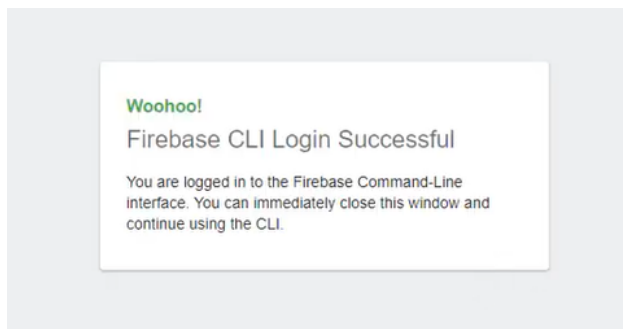 Woohoo!
Firebase CLI Login Successful
You are logged in to the Firebase Command-Line
interface. You can immediately close this window and
continue using the CLI.